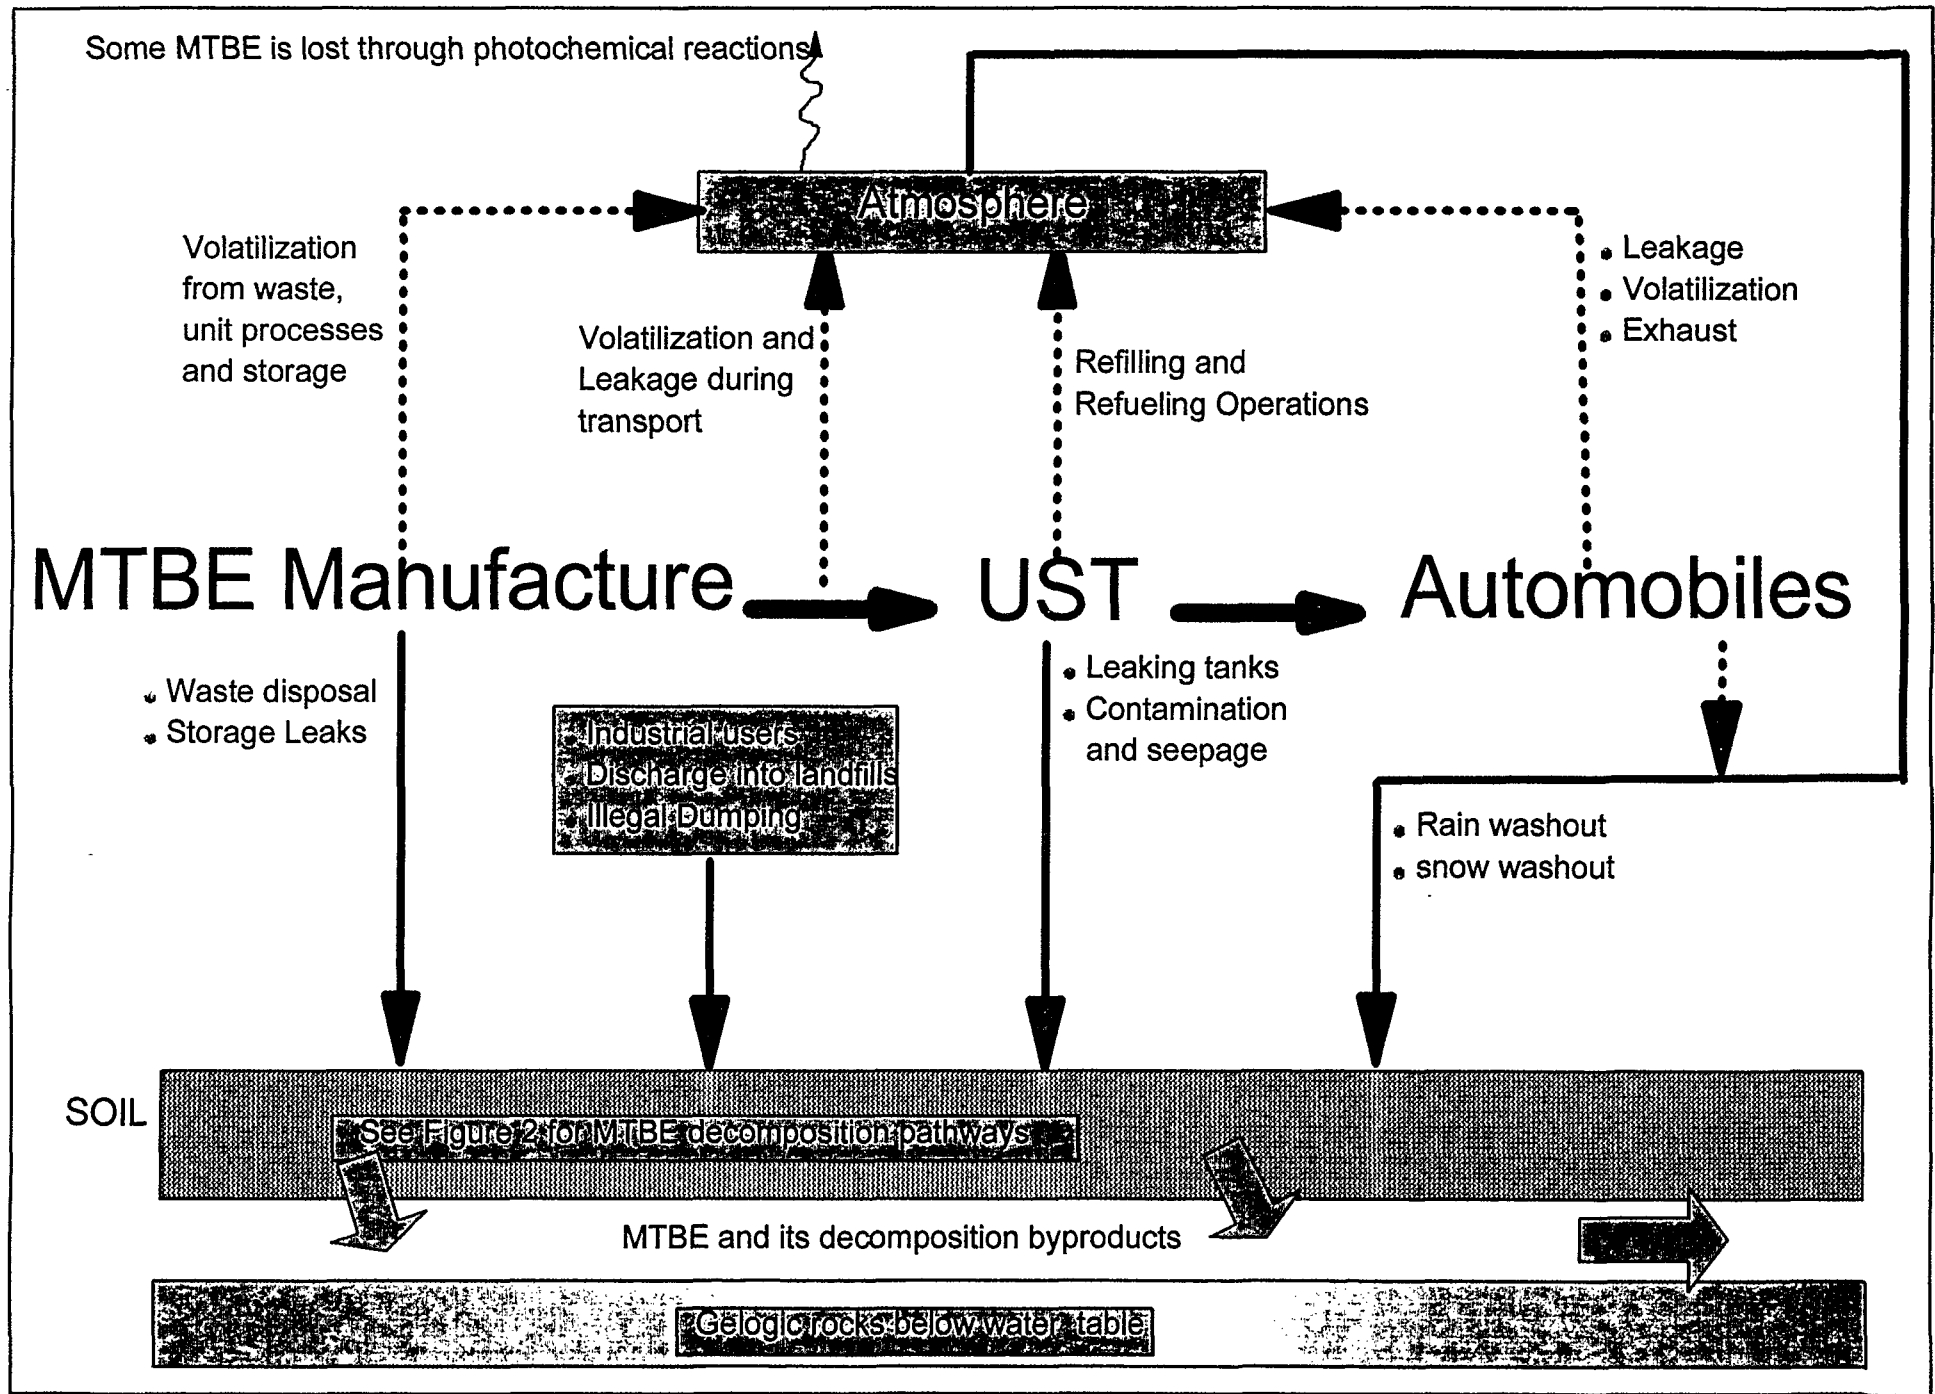 Some MTBE is lost through photochemical reactions
Atmosphere
Volatilization
from waste,
unit processes
and storage
Volatilization and
Leakage during
transport
Refilling and
Refueling Operations
• Leakage
• Volatilization
• Exhaust
MTBE Manufacture
UST
Automobiles
• Waste disposal
• Storage Leaks
• Industrial users
• Discharge into landfills
• Illegal Dumping
• Leaking tanks
• Contamination
and seepage
• Rain washout
• snow washout
SOIL
See Figure 2 for MTBE decomposition pathways
MTBE and its decomposition byproducts
Gelogic rocks below water table